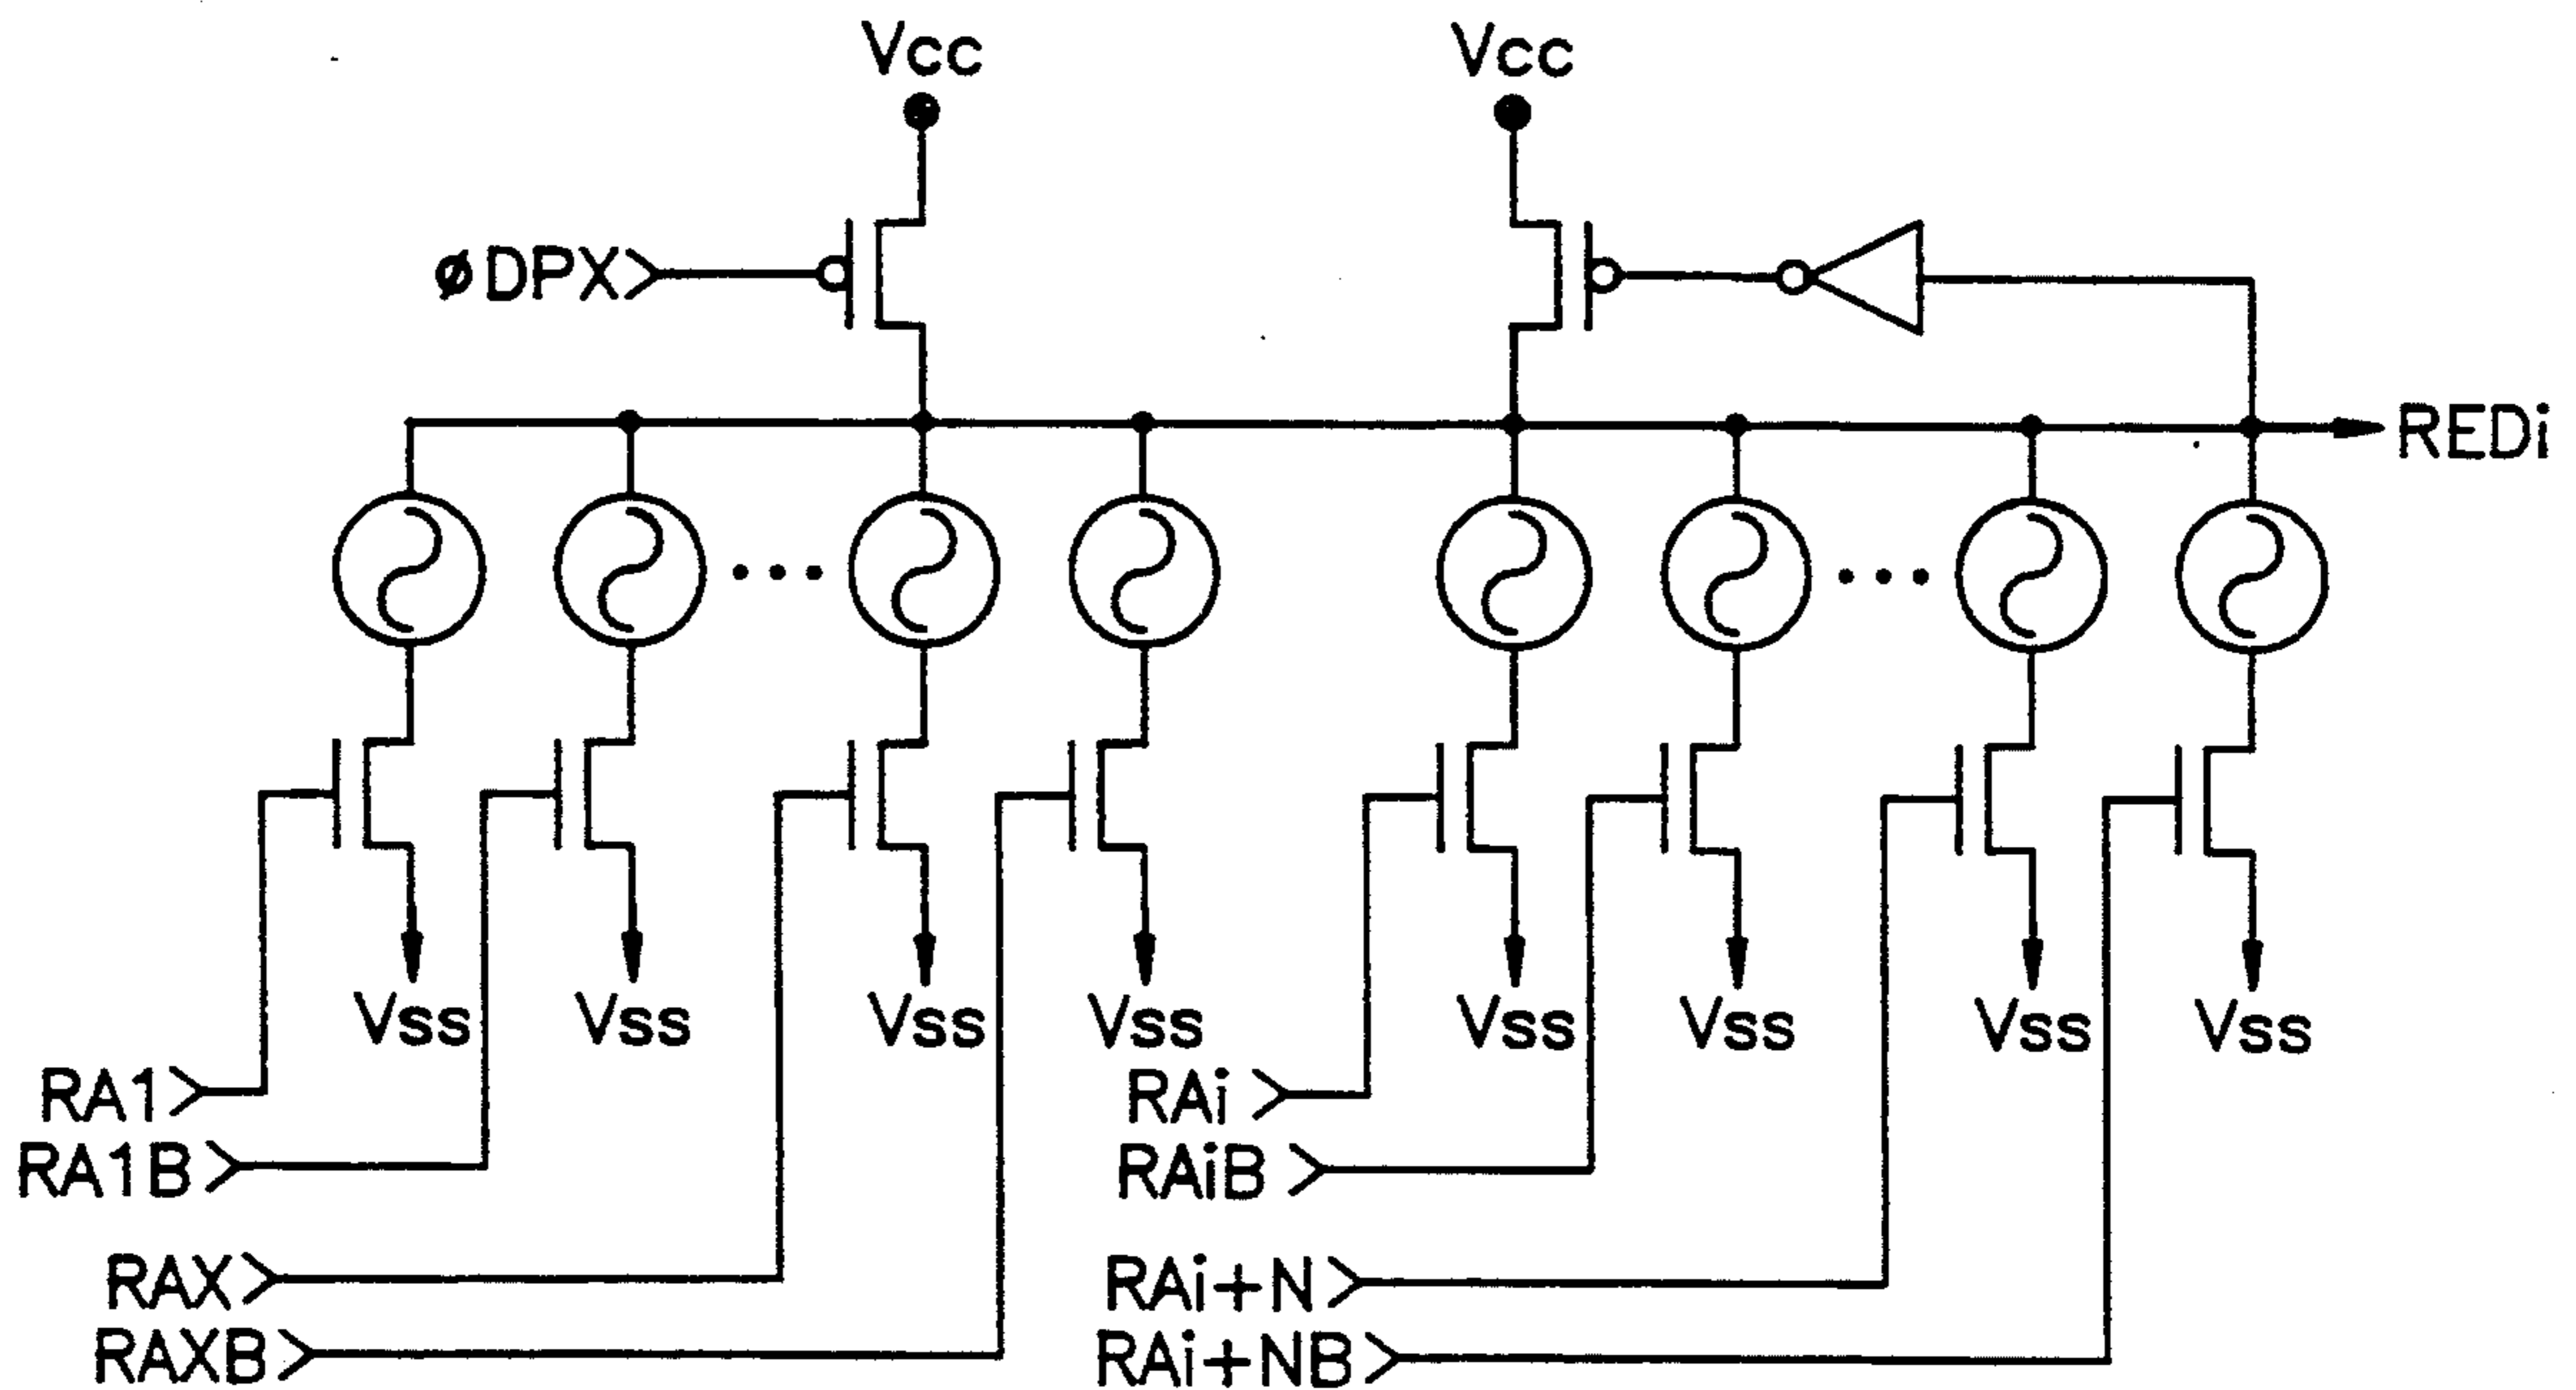 Vcc Vcc
φDPX
REDi
Vss Vss Vss Vss Vss Vss Vss Vss
RA1 RAi
RA1B RAiB
RAX RAi+N
RAXB RAi+NB